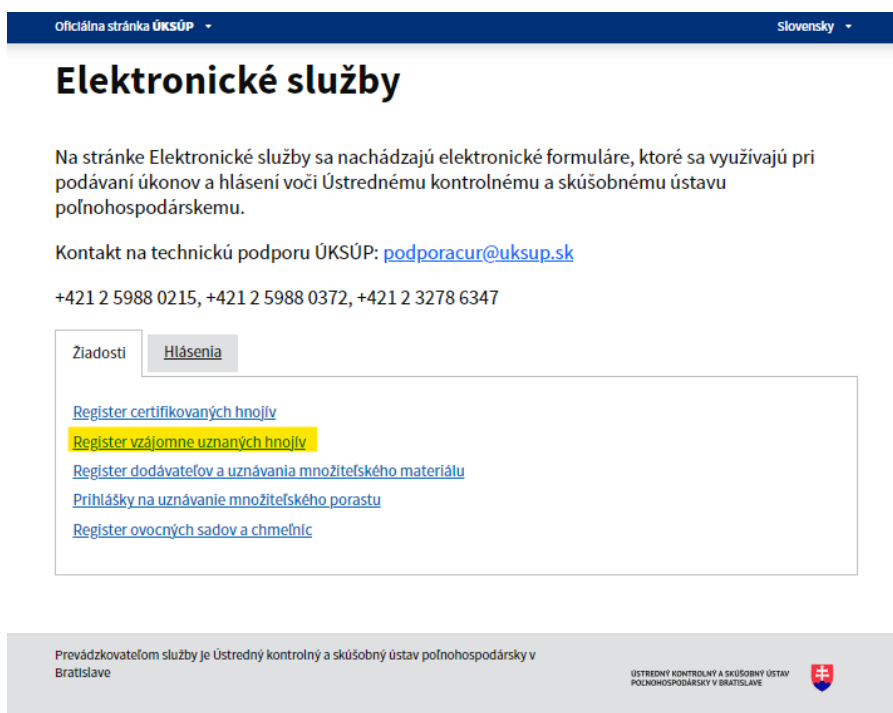 Oficiálna stránka ÚKSÚP
Slovensky
Elektronické služby
Na stránke Elektronické služby sa nachádzajú elektronické formuláre, ktoré sa využívajú pri
podávaní úkonov a hlásení voči Ústrednému kontrolnému a skúšobnému ústavu
poľnohospodárskemu.
Kontakt na technickú podporu ÚKSÚP: podporacur@uksup.sk
+421 2 5988 0215, +421 2 5988 0372, +421 2 3278 6347
Žiadosti
Hlásenia
Register certifikovaných hnojív
Register vzájomne uznaných hnojív
Register dodávateľov a uznávania množiteľského materiálu
Prihlášky na uznávanie množiteľského porastu
Register ovocných sadov a chmeľníc
Prevádzkovateľom služby je Ústredný kontrolný a skúšobný ústav poľnohospodársky v
Bratislave
ÚSTREDNÝ KONTROLNÝ A SKÚŠOBNÝ ÚSTAV
POĽNOHOSPODÁRSKY V BRATISLAVE